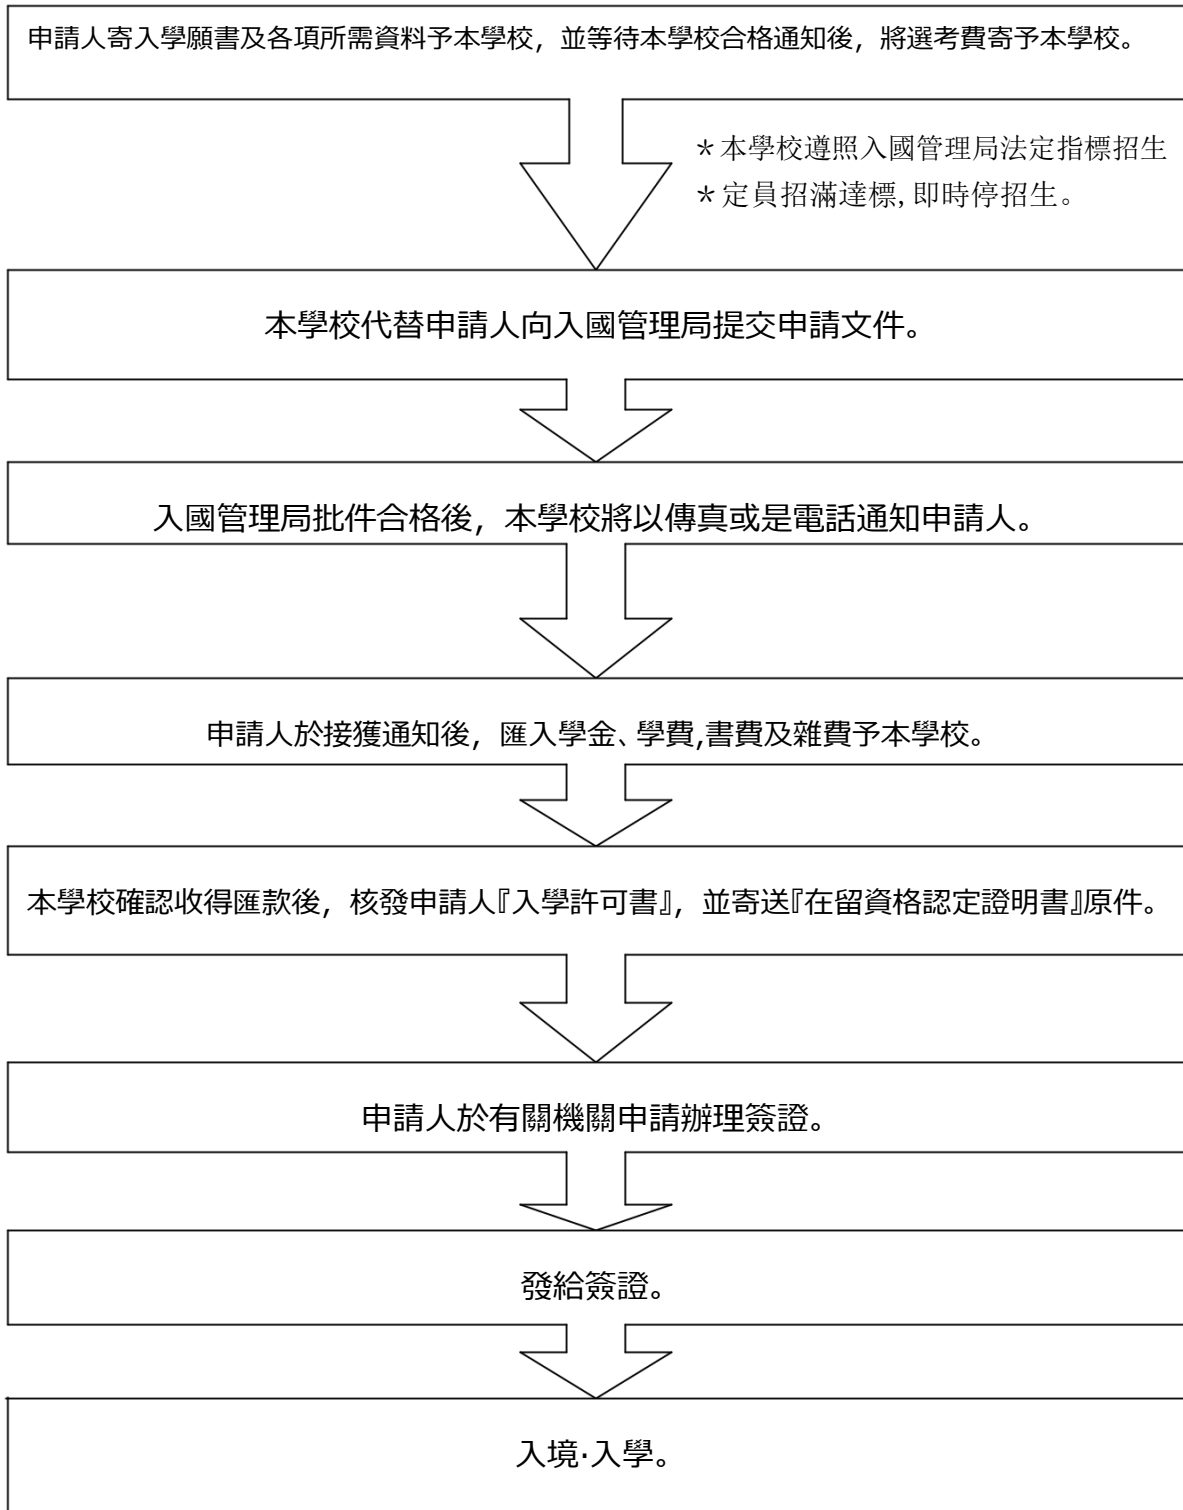 申請人寄入學願書及各項所需資料予本學校，並等待本學校合格通知後，將選考費寄予本學校。
＊本學校遵照入國管理局法定指標招生
＊定員招滿達標,即時停招生。
本學校代替申請人向入國管理局提交申請文件。
入國管理局批件合格後，本學校將以傳真或是電話通知申請人。
申請人於接獲通知後，匯入學金、學費,書費及雜費予本學校。
本學校確認收得匯款後，核發申請人『入學許可書』，並寄送『在留資格認定證明書』原件。
申請人於有關機關申請辦理簽證。
發給簽證。
入境·入學。